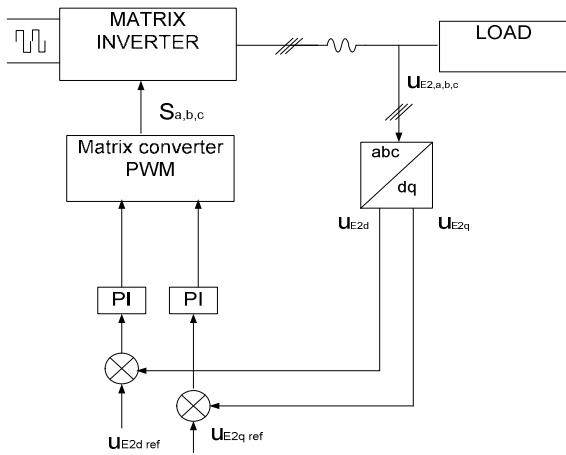 MATRIX
INVERTER
LOAD
uE2,a,b,c
Sa,b,c
Matrix converter
PWM
abc
dq
uE2d
uE2q
PI
PI
uE2d ref
uE2q ref